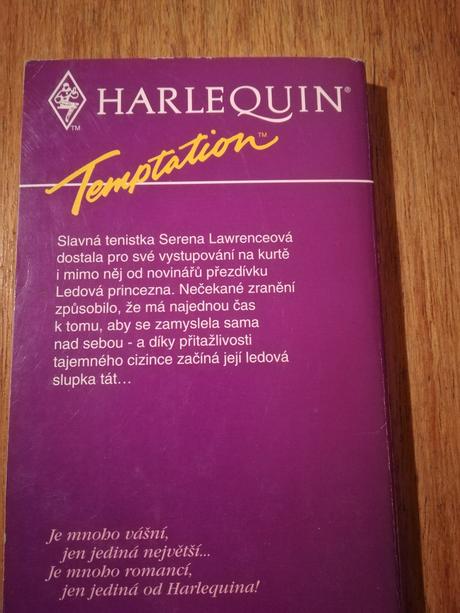 HARLEQUIN®
TM
Temptation™
Slavná tenistka Serena Lawrenceová
dostala pro své vystupování na kurtě
i mimo něj od novinářů přezdívku
Ledová princezna. Nečekané zranění
způsobilo, že má najednou čas
k tomu, aby se zamyslela sama
nad sebou - a díky přitažlivosti
tajemného cizince začíná její ledová
slupka tát...
Je mnoho vášní,
jen jediná největší...
Je mnoho romancí,
jen jediná od Harlequina!